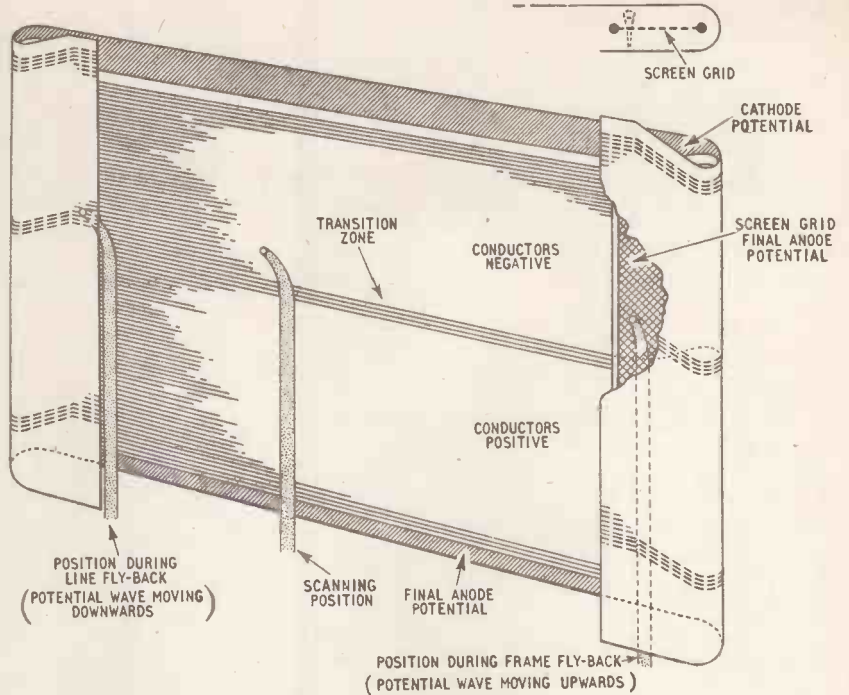 SCREEN GRID
CATHODE
POTENTIAL
SCREEN GRID
FINAL ANODE
POTENTIAL
TRANSITION
ZONE
CONDUCTORS
NEGATIVE
CONDUCTORS
POSITIVE
POSITION DURING
LINE FLY-BACK
(POTENTIAL WAVE MOVING
DOWNWARDS)
SCANNING
POSITION
FINAL ANODE
POTENTIAL
POSITION DURING FRAME FLY-BACK
(POTENTIAL WAVE MOVING UPWARDS)